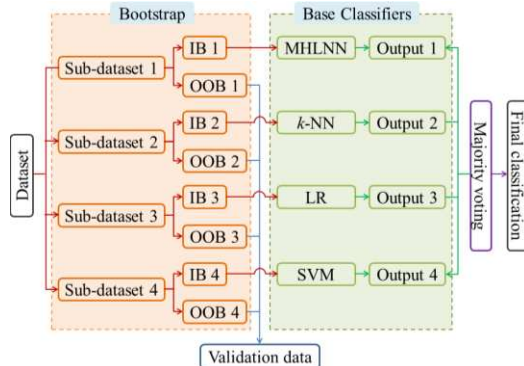 Bootstrap
Base Classifiers
Dataset
Sub-dataset 1
IB 1
OOB 1
MHLNN
Output 1
Sub-dataset 2
IB 2
OOB 2
k-NN
Output 2
Sub-dataset 3
IB 3
OOB 3
LR
Output 3
Sub-dataset 4
IB 4
OOB 4
SVM
Output 4
Majority voting
Final classification
Validation data